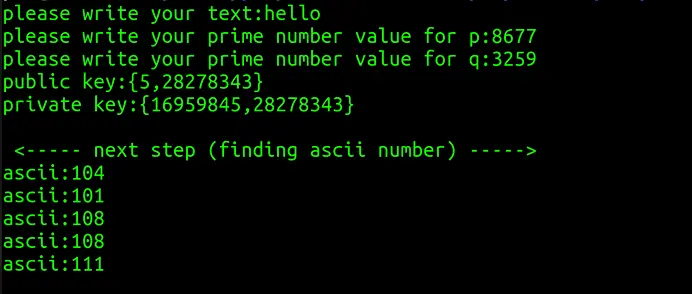 please write your text:hello
please write your prime number value for p:8677
please write your prime number value for q:3259
public key:{5,28278343}
private key:{16959845,28278343}
<----- next step (finding ascii number) ----->
ascii:104
ascii:101
ascii:108
ascii:108
ascii:111